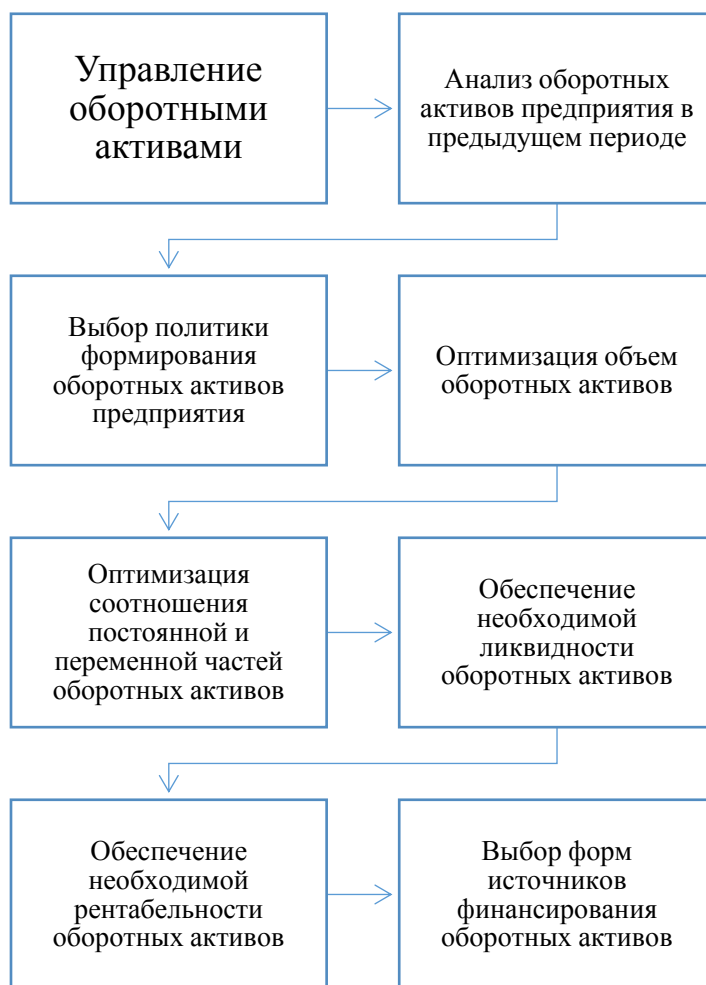 Управление
оборотными
активами
Анализ оборотных
активов предприятия в
предыдущем периоде
Выбор политики
формирования
оборотных активов
предприятия
Оптимизация объем
оборотных активов
Оптимизация
соотношения
постоянной и
переменной частей
оборотных активов
Обеспечение
необходимой
ликвидности
оборотных активов
Обеспечение
необходимой
рентабельности
оборотных активов
Выбор форм
источников
финансирования
оборотных активов